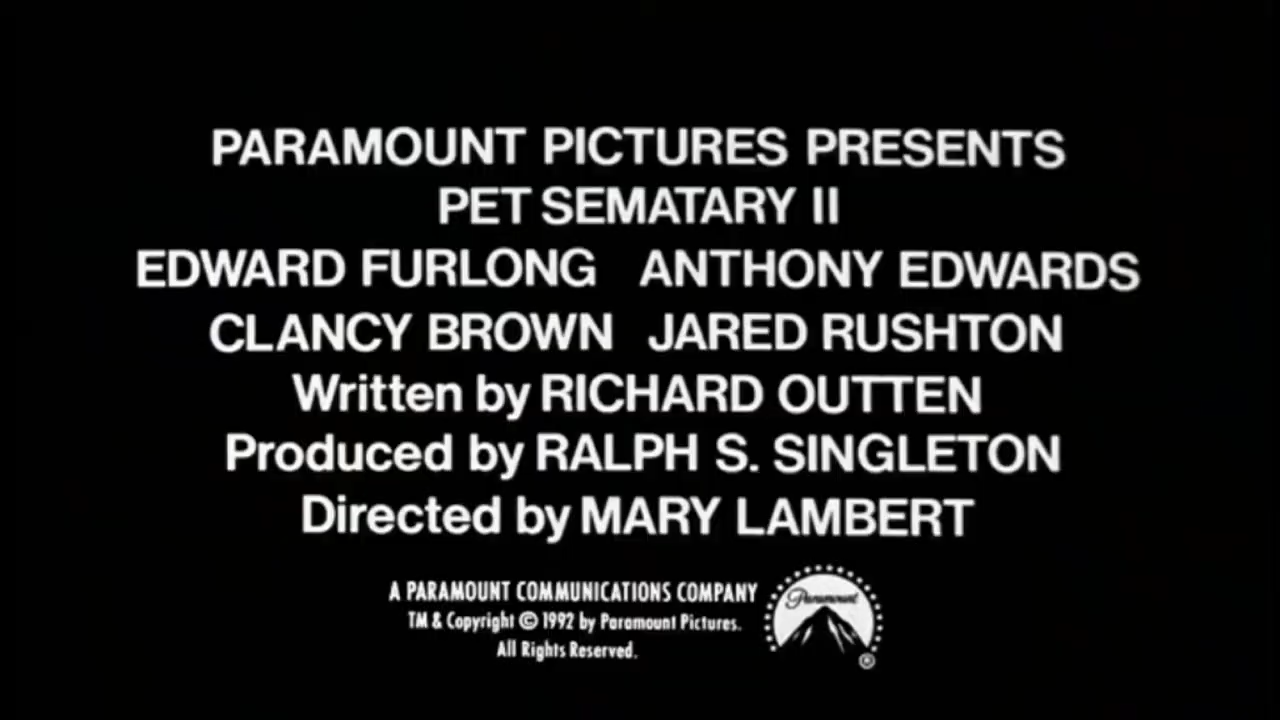 PARAMOUNT PICTURES PRESENTS
PET SEMATARY II
EDWARD FURLONG ANTHONY EDWARDS
CLANCY BROWN JARED RUSHTON
Written by RICHARD OUTTEN
Produced by RALPH S. SINGLETON
Directed by MARY LAMBERT
A PARAMOUNT COMMUNICATIONS COMPANY
TM & Copyright © 1992 by Paramount Pictures.
All Rights Reserved.
Paramount
®